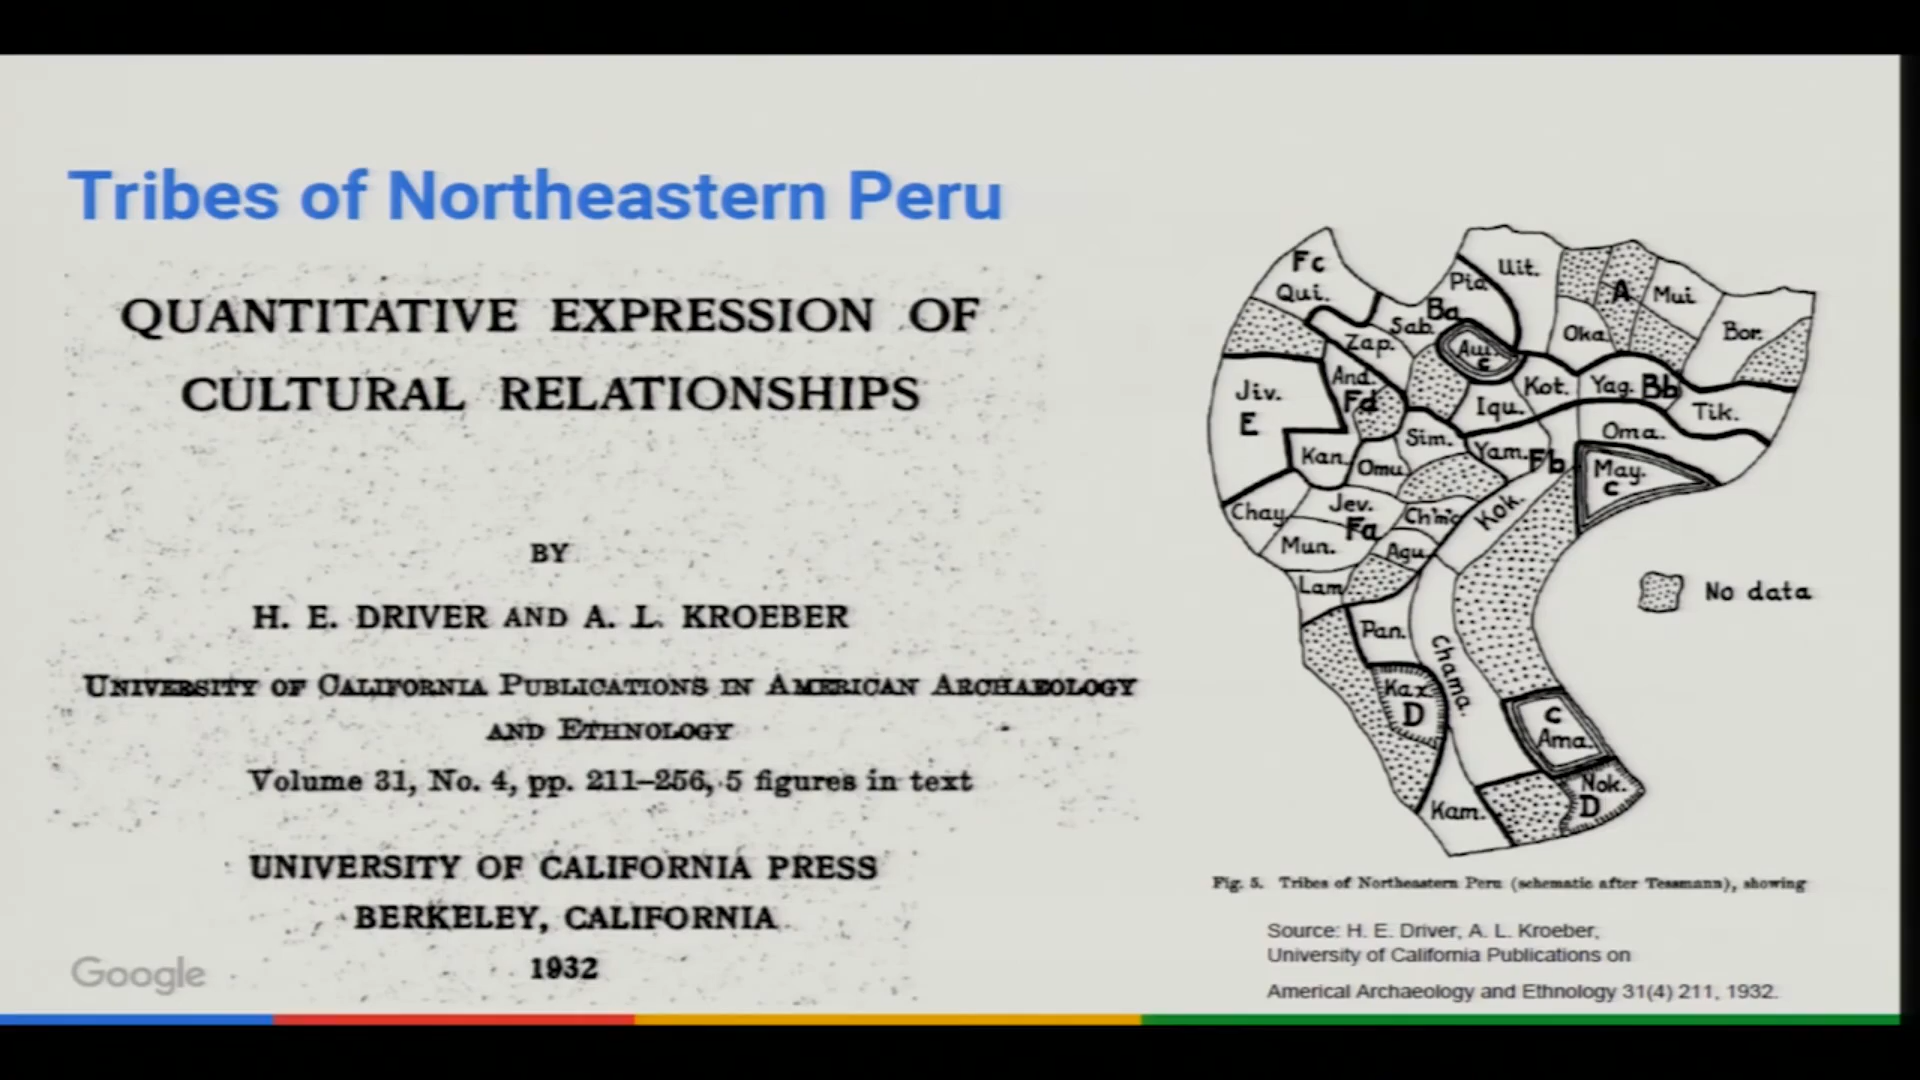 Tribes of Northeastern Peru
QUANTITATIVE EXPRESSION OF
CULTURAL RELATIONSHIPS
BY
H. E. DRIVER AND A. L. KROEBER
UNIVERSITY OF CALIFORNIA PUBLICATIONS IN AMERICAN ARCHAEOLOGY
AND ETHNOLOGY
Volume 31, No. 4, pp. 211–256, 5 figures in text
UNIVERSITY OF CALIFORNIA PRESS
BERKELEY, CALIFORNIA
1932
Google
Fc
Qui.
Pia
Uit.
A
Mui
Ba
Sab.
Zap.
Oka.
Bor.
Jiv.
E
And.
Fd
Iqu.
Kot.
Yag. Bb
Tik.
Sim.
Oma.
Kan.
Omu.
Yam. Fb
May.
C
Chay.
Jev.
Fa
Ch'm'c
Kok.
Mun.
Agu.
Lam.
No data
Pan.
Chama.
Kax
D
C
Ama.
Kam.
Nok.
D
Fig. 5. Tribes of Northeastern Peru (schematic after Tessmann), showing
Source: H. E. Driver, A. L. Kroeber,
University of California Publications on
Americal Archaeology and Ethnology 31(4) 211, 1932.